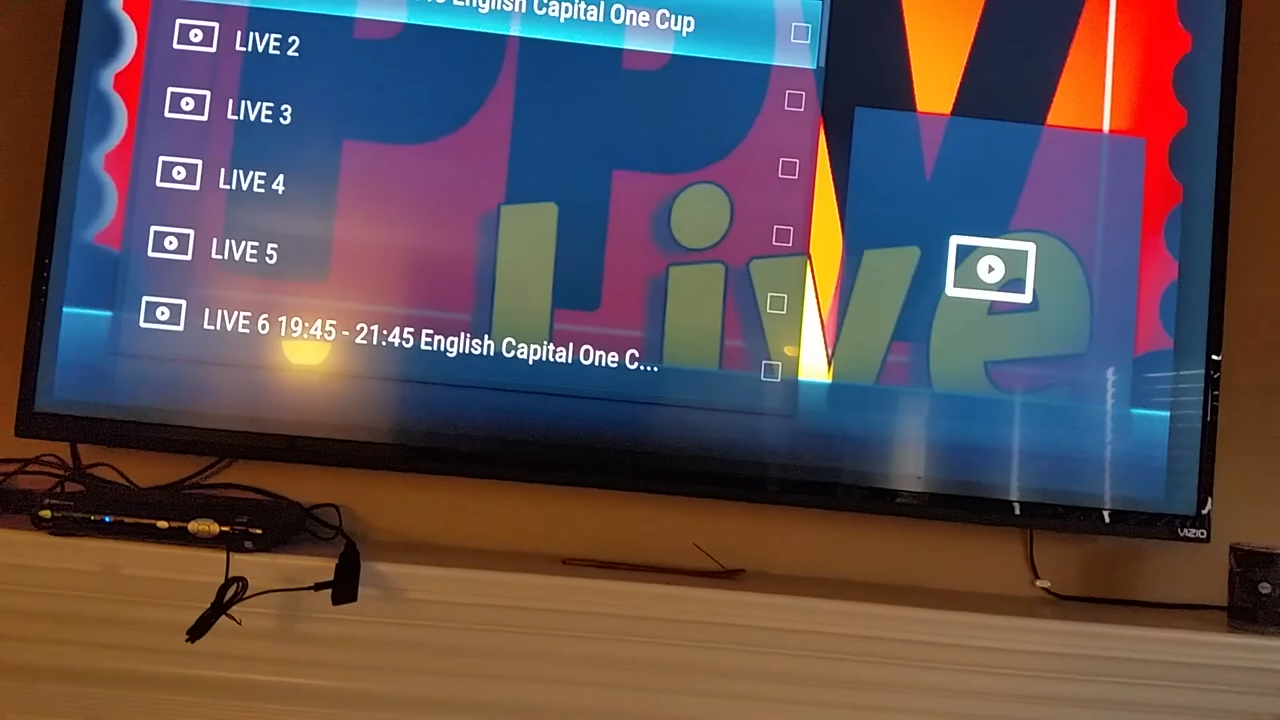 English Capital One Cup
LIVE 2
LIVE 3
LIVE 4
LIVE 5
LIVE 6 19:45 - 21:45 English Capital One C...
PPV
Live
VIZIO